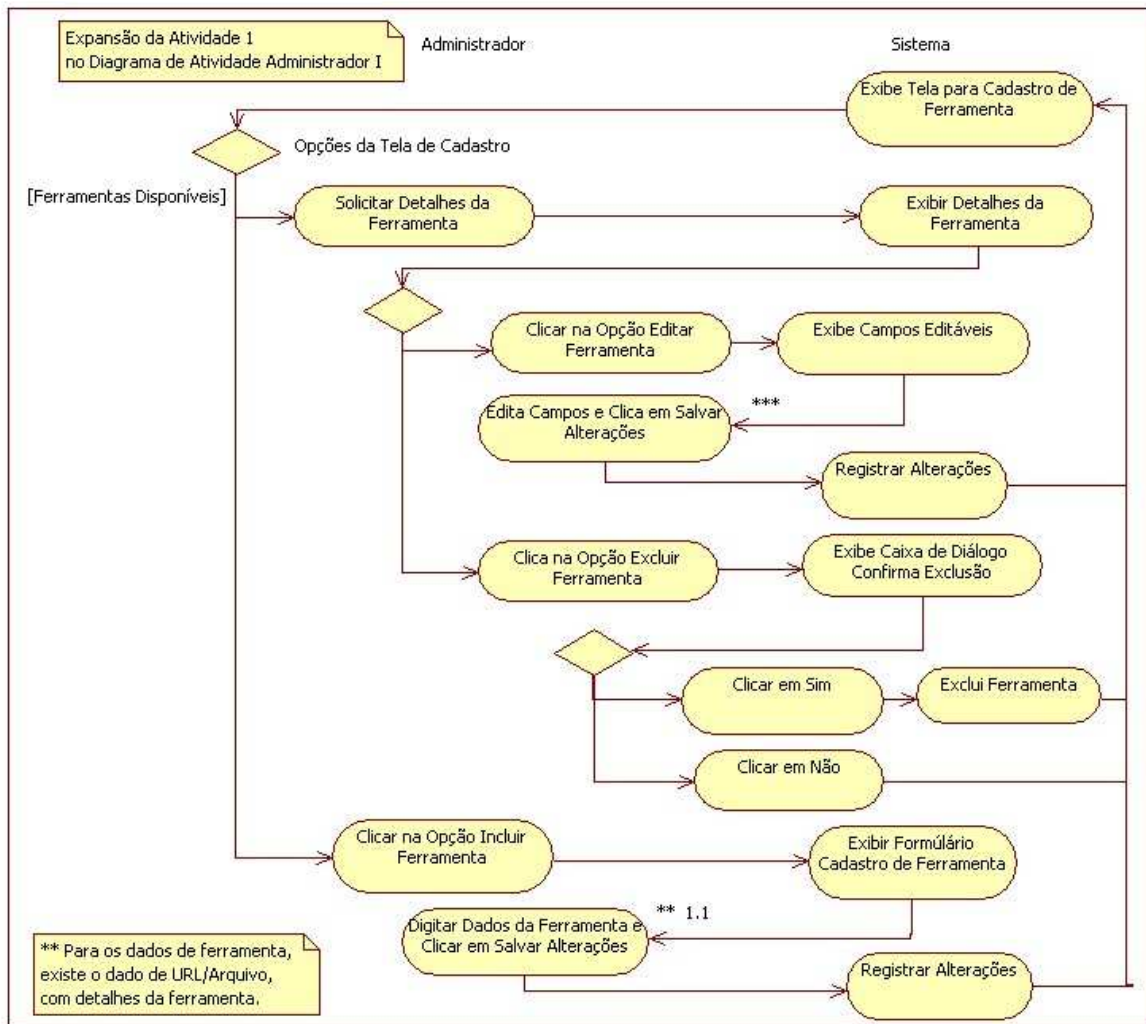 Expansão da Atividade 1
no Diagrama de Atividade Administrador I
Administrador
Sistema
Exibe Tela para Cadastro de
Ferramenta
Opções da Tela de Cadastro
[Ferramentas Disponíveis]
Solicitar Detalhes da
Ferramenta
Exibir Detalhes da
Ferramenta
Clicar na Opção Editar
Ferramenta
Exibe Campos Editáveis
Edita Campos e Clica em Salvar
Alterações
***
Registrar Alterações
Clica na Opção Excluir
Ferramenta
Exibe Caixa de Diálogo
Confirma Exclusão
Clicar em Sim
Exclui Ferramenta
Clicar em Não
Clicar na Opção Incluir
Ferramenta
Exibir Formúlário
Cadastro de Ferramenta
Digitar Dados da Ferramenta e
Clicar em Salvar Alterações
** 1.1
Registrar Alterações
** Para os dados de ferramenta,
existe o dado de URL/Arquivo,
com detalhes da ferramenta.